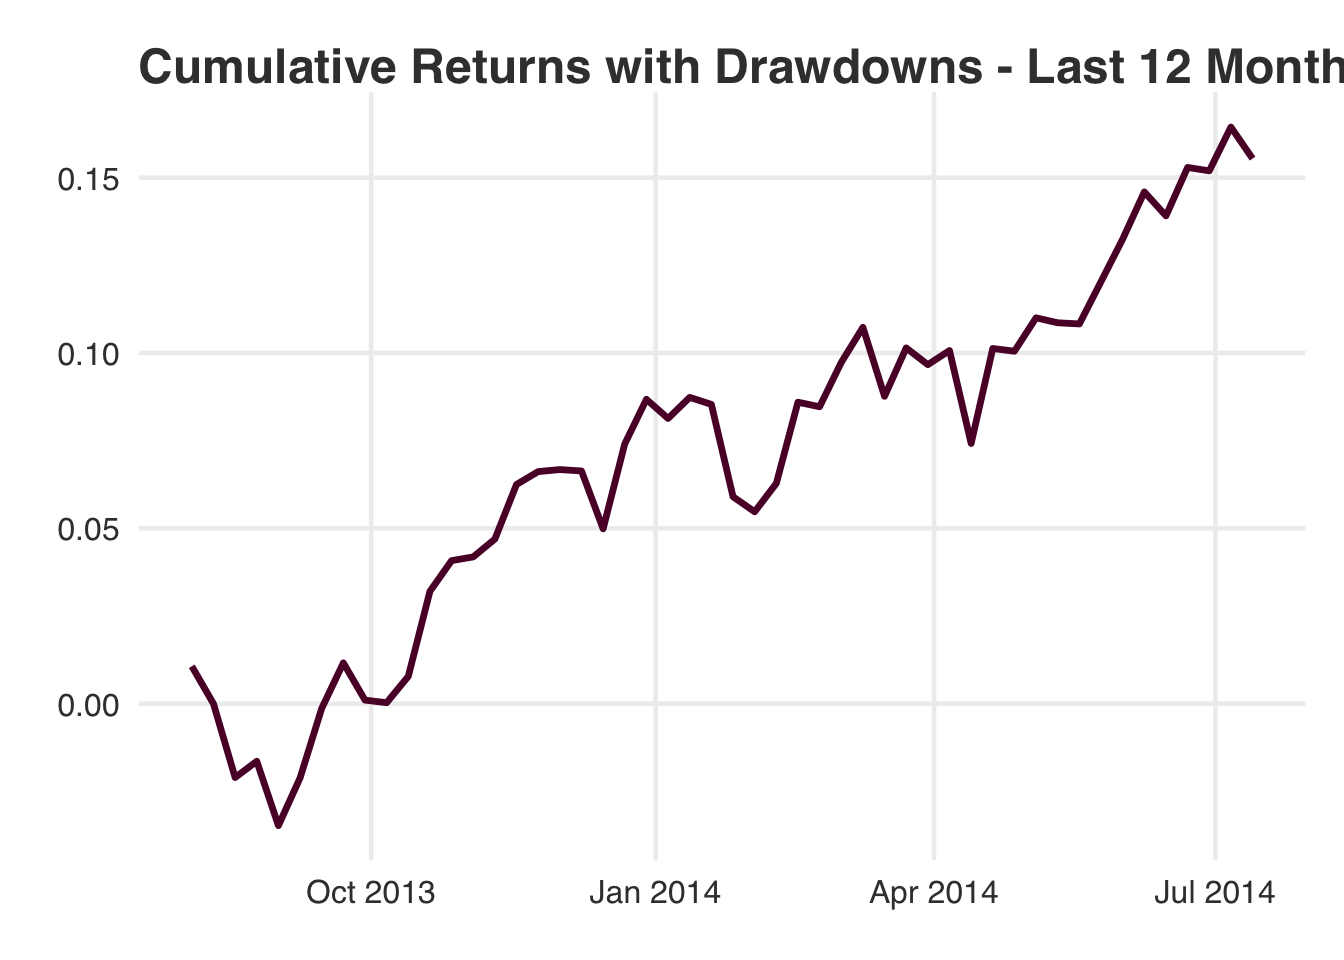 Cumulative Returns with Drawdowns - Last 12 Month
0.15
0.10
0.05
0.00
Oct 2013
Jan 2014
Apr 2014
Jul 2014